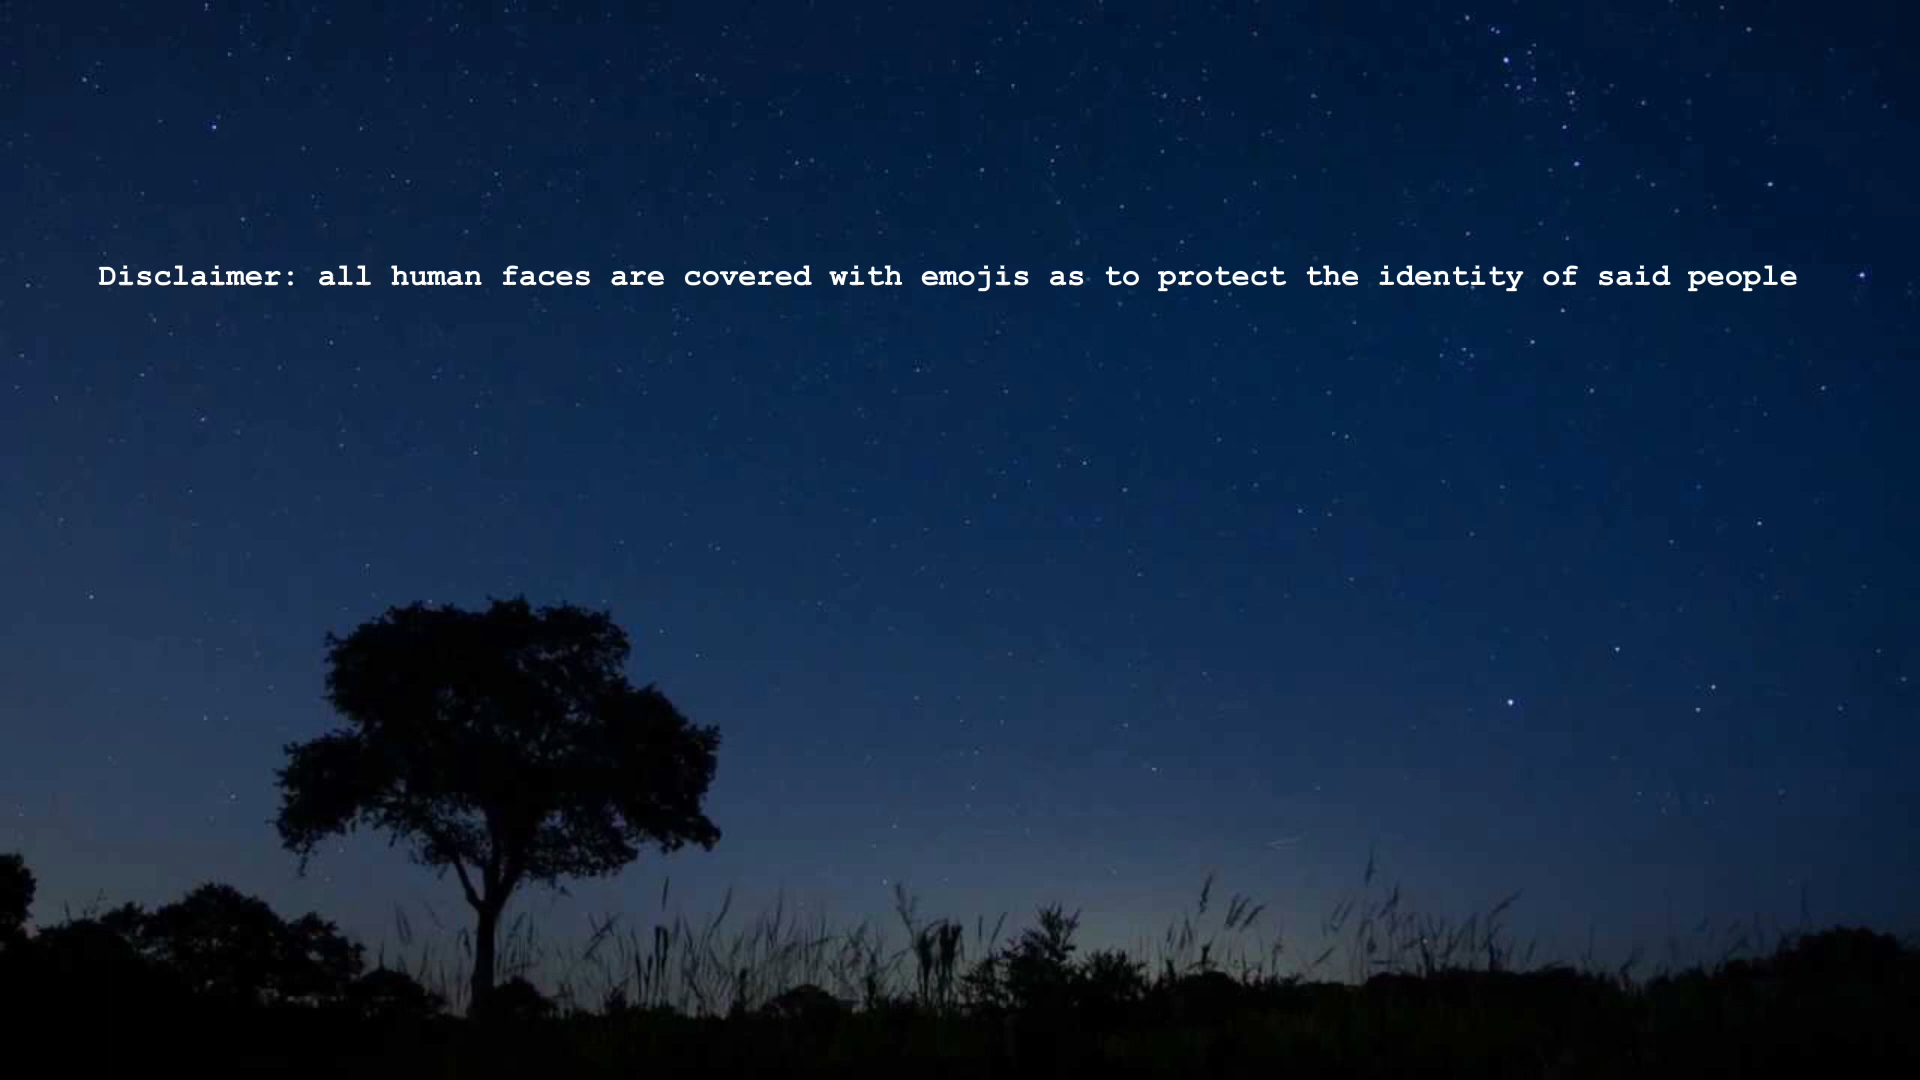 Disclaimer: all human faces are covered with emojis as to protect the identity of said people